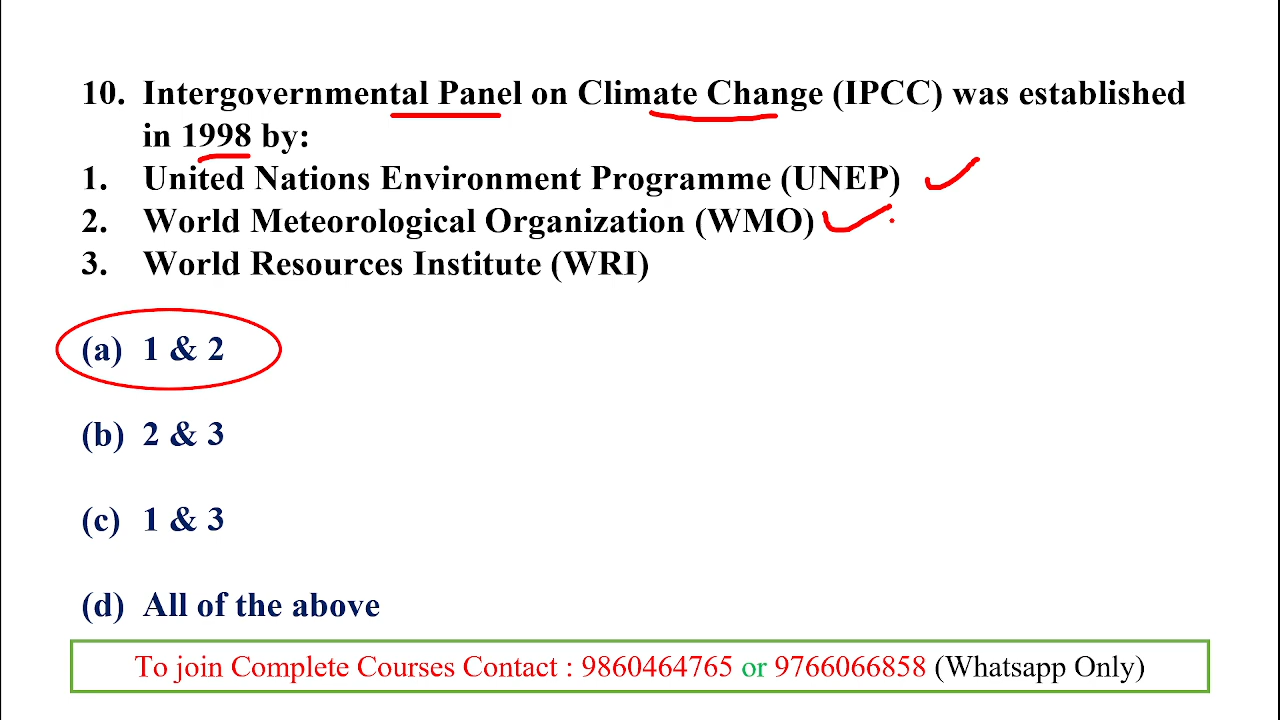 10. Intergovernmental Panel on Climate Change (IPCC) was established
in 1998 by:
1. United Nations Environment Programme (UNEP)
2. World Meteorological Organization (WMO)
3. World Resources Institute (WRI)
(a) 1 & 2
(b) 2 & 3
(c) 1 & 3
(d) All of the above
To join Complete Courses Contact : 9860464765 or 9766066858 (Whatsapp Only)